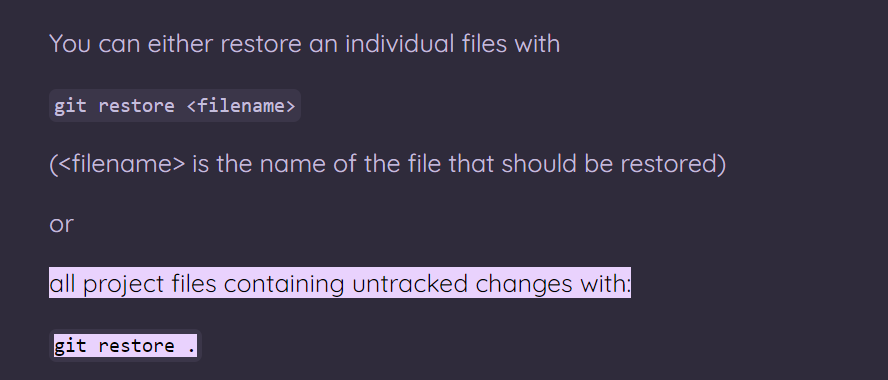 You can either restore an individual files with
git restore <filename>
(<filename> is the name of the file that should be restored)
or
all project files containing untracked changes with:
git restore .